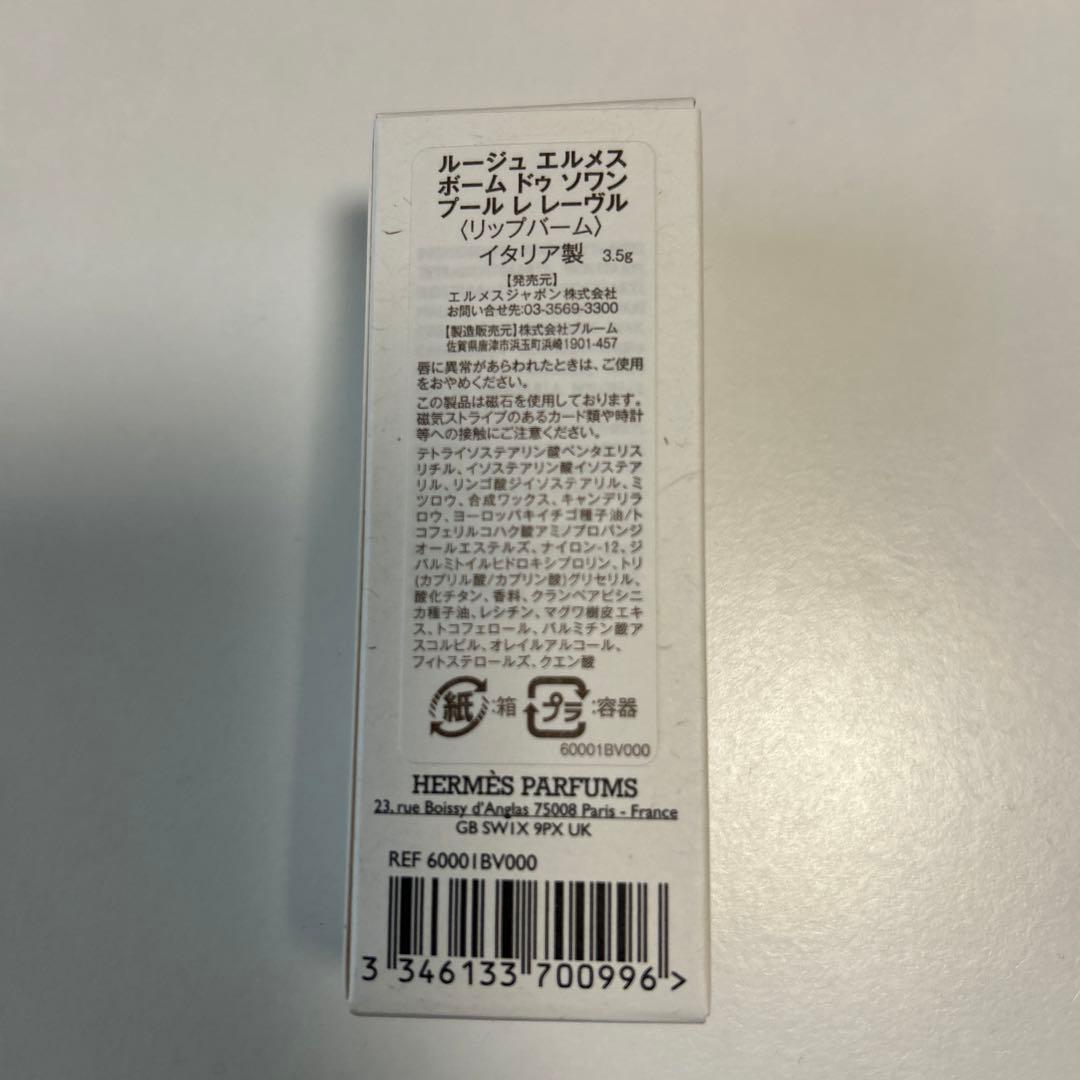 ルージュ エルメス
ボーム ドゥ ソワン
プール レ レーヴル
〈リップバーム〉
イタリア製 3.5g
【発売元】
エルメスジャポン株式会社
お問い合せ先:03-3569-3300
【製造販売元】株式会社ブルーム
佐賀県唐津市浜玉町浜崎1901-457
唇に異常があらわれたときは、ご使用
をおやめください。
この製品は磁石を使用しております。
磁気ストライプのあるカード類や時計
等への接触にご注意ください。
テトライソステアリン酸ペンタエリス
リチル、イソステアリン酸イソステア
リル、リンゴ酸ジイソステアリル、ミ
ツロウ、合成ワックス、キャンデリラ
ロウ、ヨーロッパキイチゴ種子油/ト
コフェリルコハク酸アミノプロパンジ
オールエステルズ、ナイロン-12、ジ
パルミトイルヒドロキシプロリン、トリ
(カプリル酸/カプリン酸)グリセリル、
酸化チタン、香料、クランベアビシニ
カ種子油、レシチン、マグワ樹皮エキ
ス、トコフェロール、パルミチン酸ア
スコルビル、オレイルアルコール、
フィトステロールズ、クエン酸
紙:箱 プラ:容器
60001BV000
HERMÈS PARFUMS
23, rue Boissy d'Anglas 75008 Paris - France
GB SW1X 9PX UK
REF 60001BV000
3 346133 700996 >